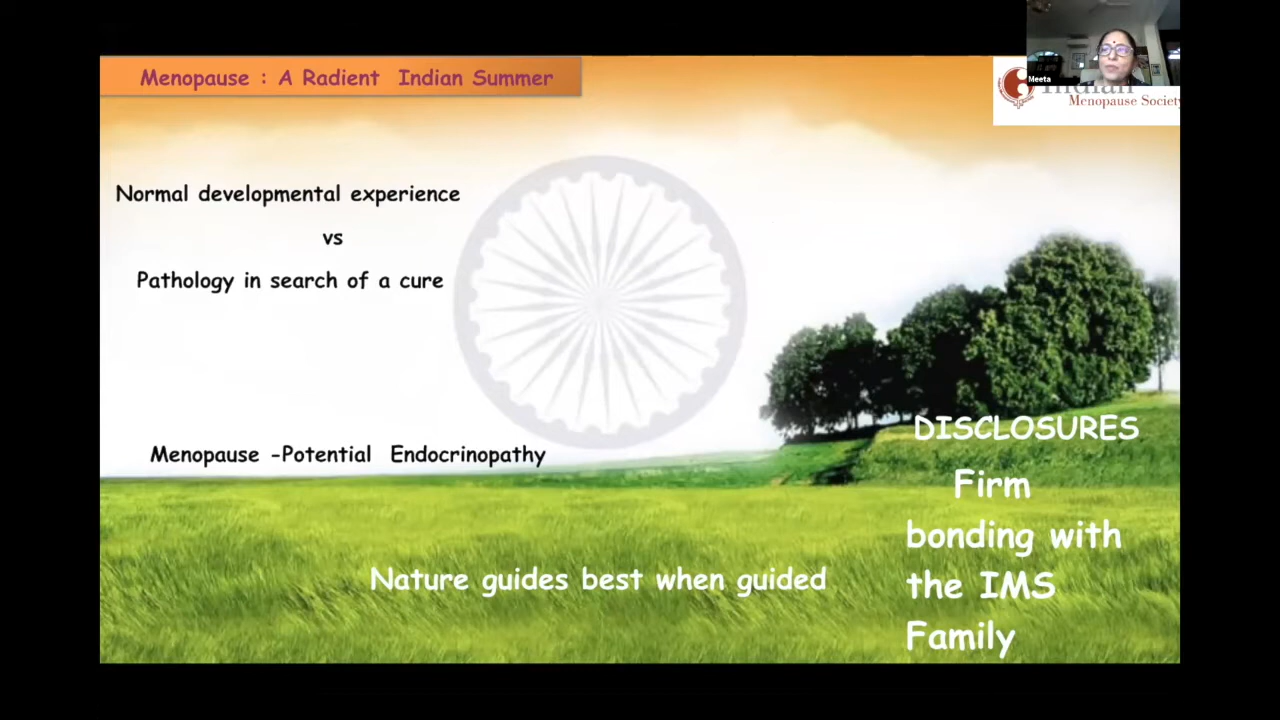 Menopause : A Radient Indian Summer
Meeta
Indian
Menopause Society
Normal developmental experience
vs
Pathology in search of a cure
Menopause -Potential Endocrinopathy
Nature guides best when guided
DISCLOSURES
Firm
bonding with
the IMS
Family